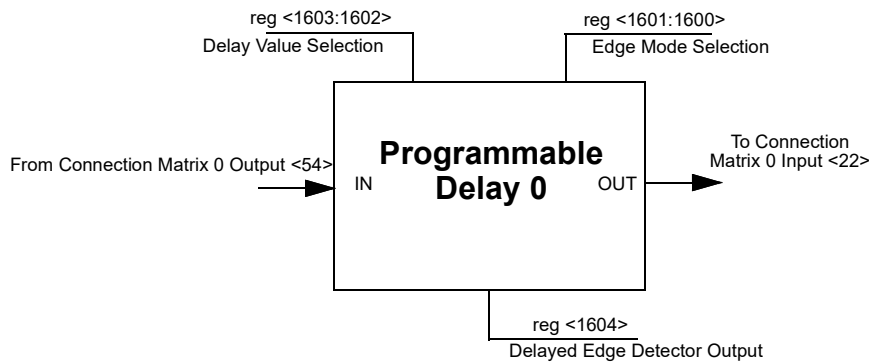 reg <1603:1602>
Delay Value Selection
reg <1601:1600>
Edge Mode Selection
From Connection Matrix 0 Output <54>
IN
Programmable
Delay 0
OUT
To Connection
Matrix 0 Input <22>
reg <1604>
Delayed Edge Detector Output